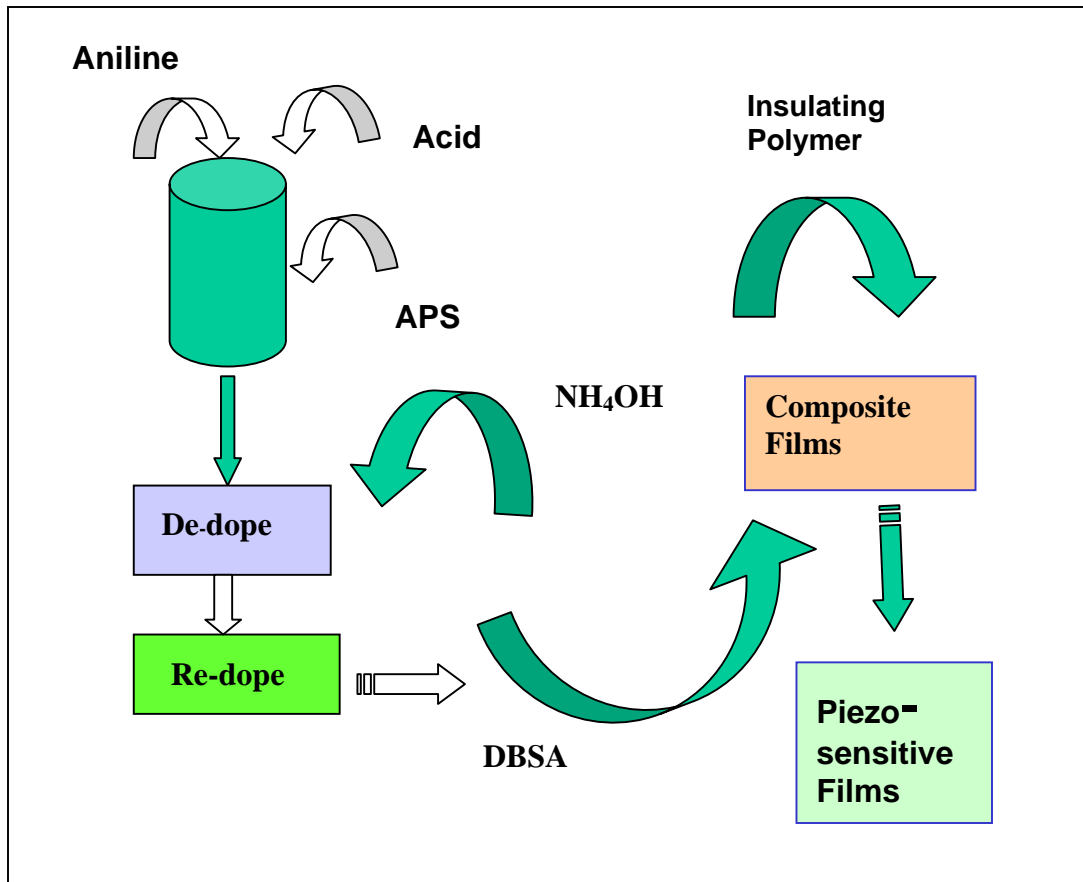 Aniline
Acid
APS
Insulating
Polymer
NH₄OH
Composite
Films
De-dope
Re-dope
DBSA
Piezo-
sensitive
Films